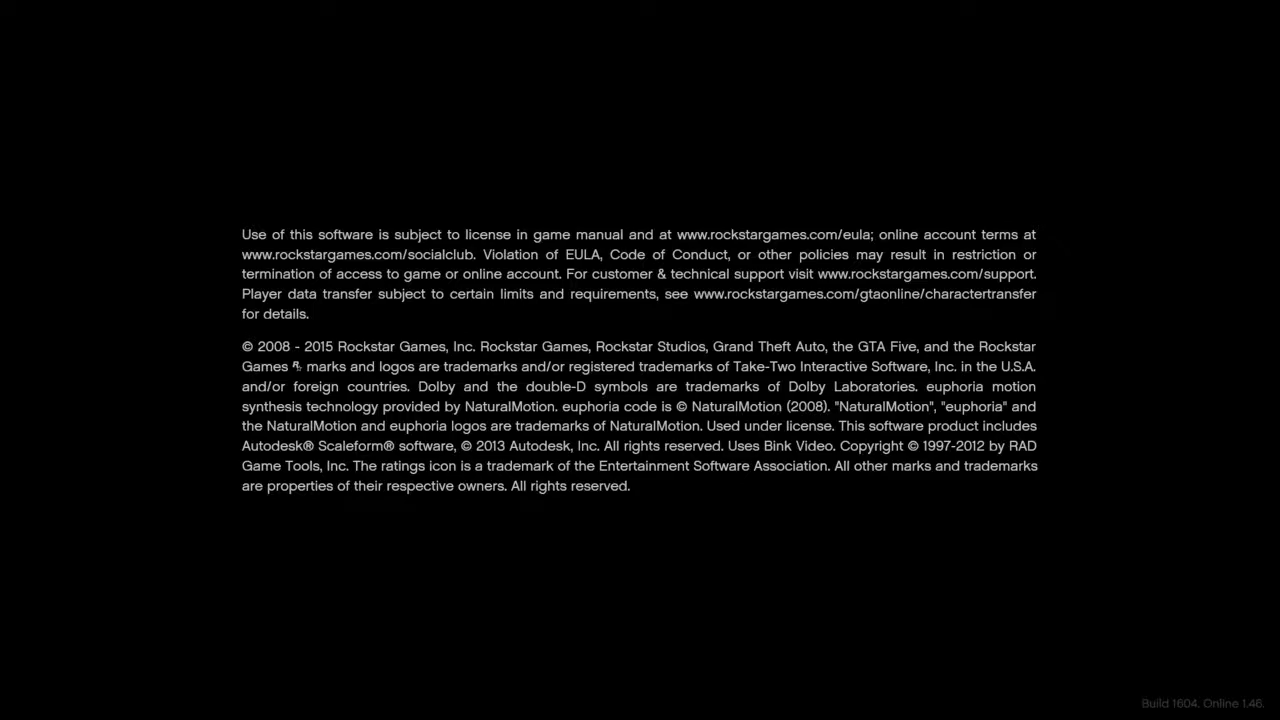 Use of this software is subject to license in game manual and at www.rockstargames.com/eula; online account terms at
www.rockstargames.com/socialclub. Violation of EULA, Code of Conduct, or other policies may result in restriction or
termination of access to game or online account. For customer & technical support visit www.rockstargames.com/support.
Player data transfer subject to certain limits and requirements, see www.rockstargames.com/gtaonline/charactertransfer
for details.
© 2008 - 2015 Rockstar Games, Inc. Rockstar Games, Rockstar Studios, Grand Theft Auto, the GTA Five, and the Rockstar
Games R* marks and logos are trademarks and/or registered trademarks of Take-Two Interactive Software, Inc. in the U.S.A.
and/or foreign countries. Dolby and the double-D symbols are trademarks of Dolby Laboratories. euphoria motion
synthesis technology provided by NaturalMotion. euphoria code is © NaturalMotion (2008). "NaturalMotion", "euphoria" and
the NaturalMotion and euphoria logos are trademarks of NaturalMotion. Used under license. This software product includes
Autodesk® Scaleform® software, © 2013 Autodesk, Inc. All rights reserved. Uses Bink Video. Copyright © 1997-2012 by RAD
Game Tools, Inc. The ratings icon is a trademark of the Entertainment Software Association. All other marks and trademarks
are properties of their respective owners. All rights reserved.
Build 1604. Online 1.46.